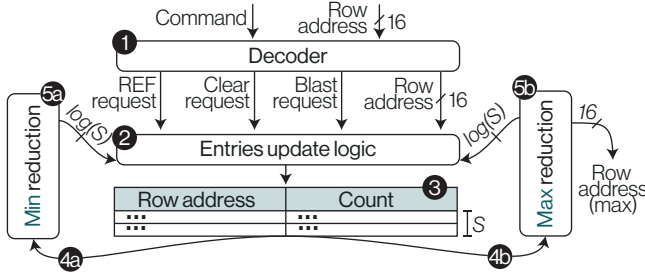 Command
Row
address
16
1
Decoder
5a
REF
request
Clear
request
Blast
request
Row
address
16
5b
log(S)
log(S)
16
2
Entries update logic
Min reduction
Max reduction
Row
address
(max)
3
Row address Count
... ...
... ...
S
4a
4b